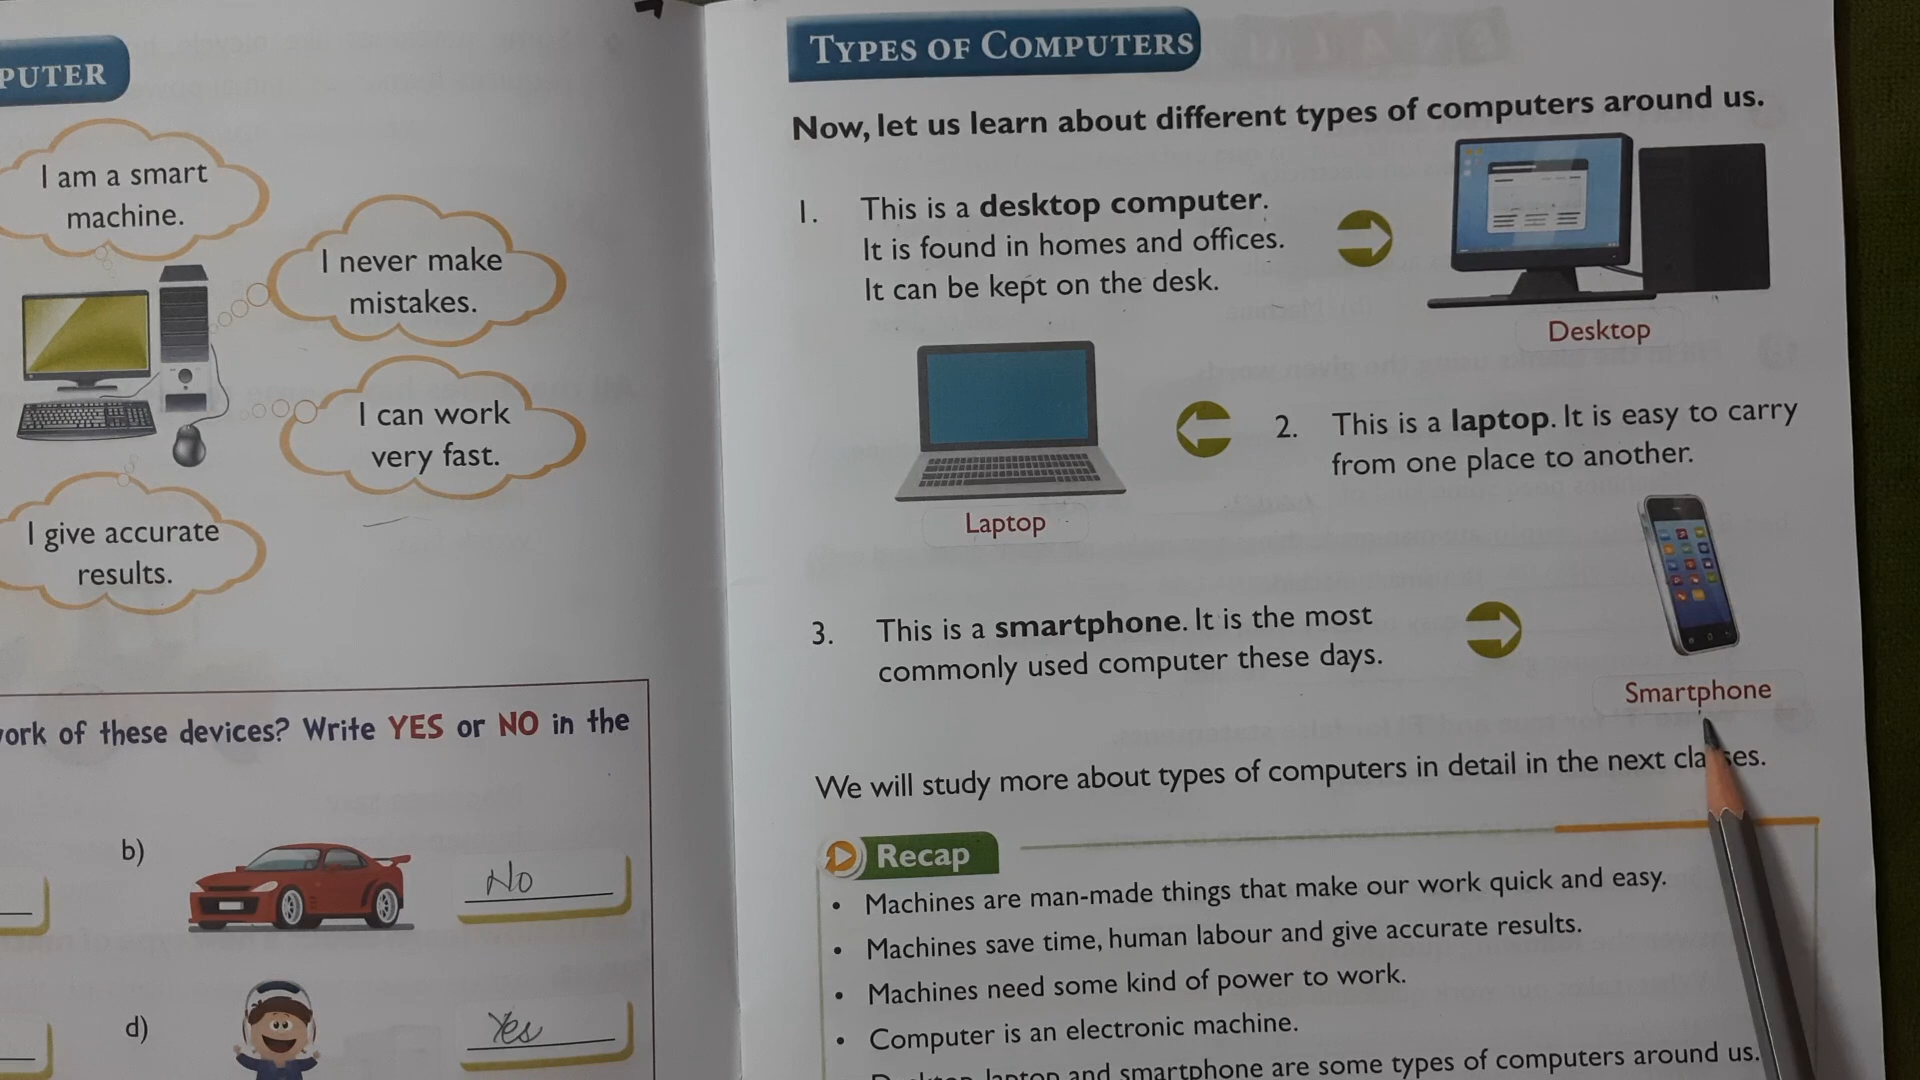 PUTER
I am a smart
machine.
I never make
mistakes.
I can work
very fast.
I give accurate
results.
ork of these devices? Write YES or NO in the
b)
No
d)
Yes
TYPES OF COMPUTERS
Now, let us learn about different types of computers around us.
1. This is a desktop computer.
It is found in homes and offices.
It can be kept on the desk.
Desktop
Laptop
2. This is a laptop. It is easy to carry
from one place to another.
3. This is a smartphone. It is the most
commonly used computer these days.
Smartphone
We will study more about types of computers in detail in the next cla ses.
Recap
• Machines are man-made things that make our work quick and easy.
• Machines save time, human labour and give accurate results.
• Machines need some kind of power to work.
• Computer is an electronic machine.
laptop and smartphone are some types of computers around us.